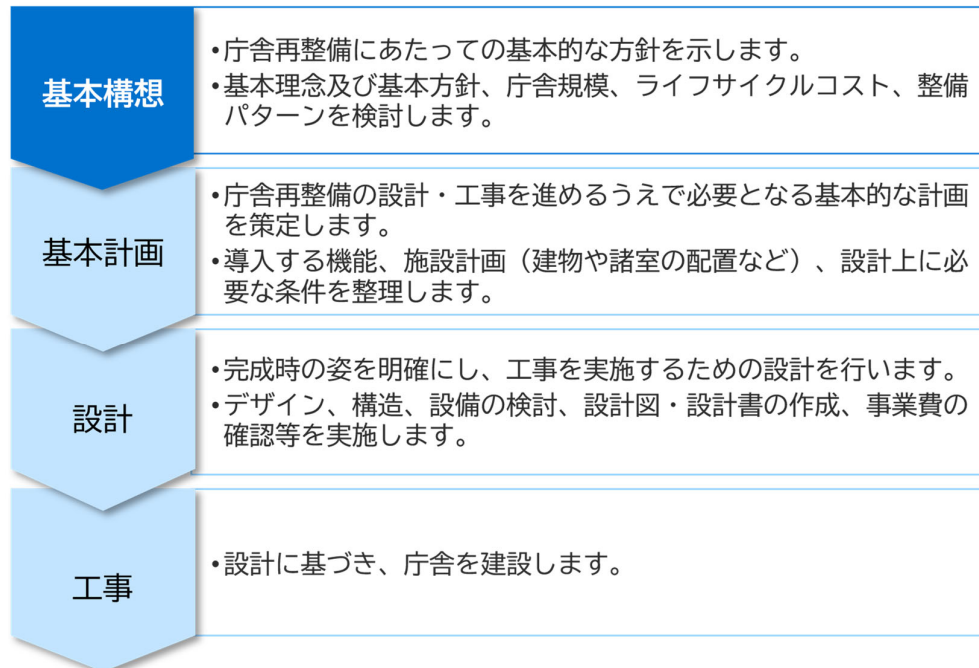 基本構想
•庁舎再整備にあたっての基本的な方針を示します。
•基本理念及び基本方針、庁舎規模、ライフサイクルコスト、整備
パターンを検討します。
基本計画
•庁舎再整備の設計・工事を進めるうえで必要となる基本的な計画
を策定します。
•導入する機能、施設計画（建物や諸室の配置など）、設計上に必
要な条件を整理します。
設計
•完成時の姿を明確にし、工事を実施するための設計を行います。
•デザイン、構造、設備の検討、設計図・設計書の作成、事業費の
確認等を実施します。
工事
•設計に基づき、庁舎を建設します。